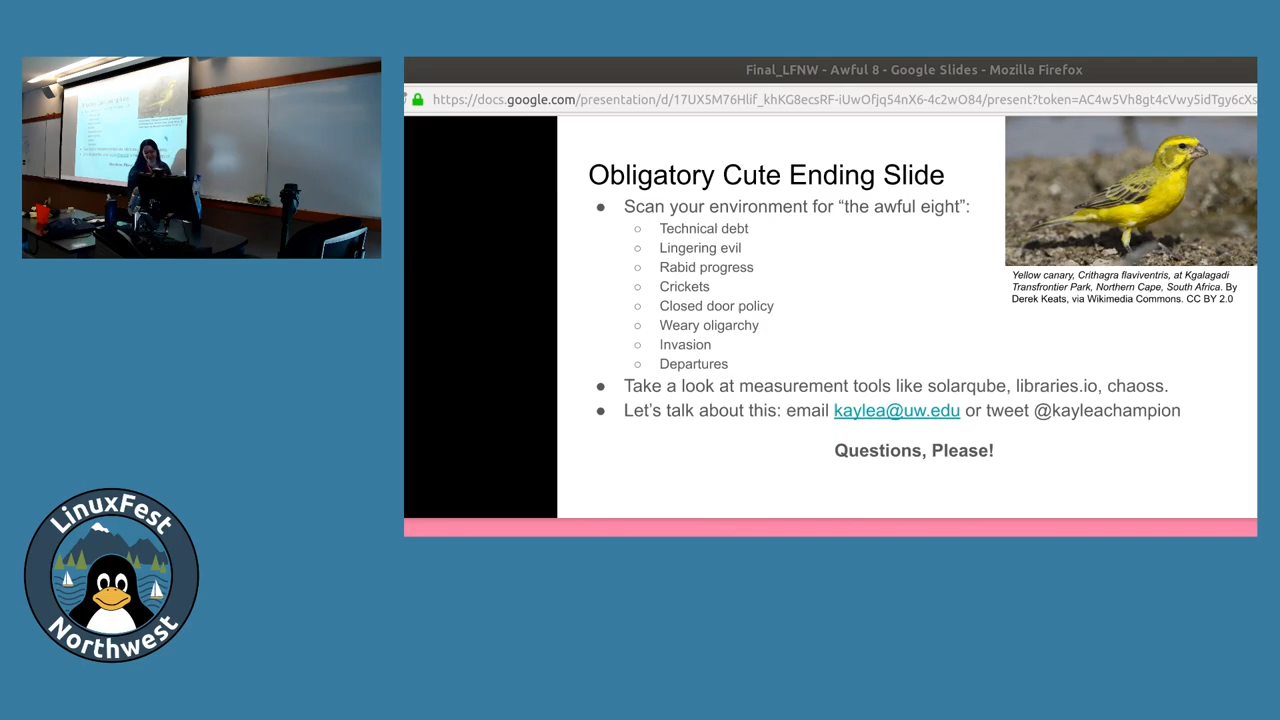 Final_LFNW - Awful 8 - Google Slides - Mozilla Firefox
https://docs.google.com/presentation/d/17UX5M76Hlif_khKG8acsRF-iUwOfjq54nX6-4c2wO84/present?token=AC4w5Vh8gt4cVwy5idTgy6cXs
Obligatory Cute Ending Slide
● Scan your environment for “the awful eight”:
○ Technical debt
○ Lingering evil
○ Rabid progress
○ Crickets
○ Closed door policy
○ Weary oligarchy
○ Invasion
○ Departures
● Take a look at measurement tools like solarqube, libraries.io, chaoss.
● Let’s talk about this: email kaylea@uw.edu or tweet @kayleachampion
Questions, Please!
Yellow canary, Crithagra flaviventris, at Kgalagadi
Transfrontier Park, Northern Cape, South Africa. By
Derek Keats, via Wikimedia Commons. CC BY 2.0
LinuxFest
Northwest